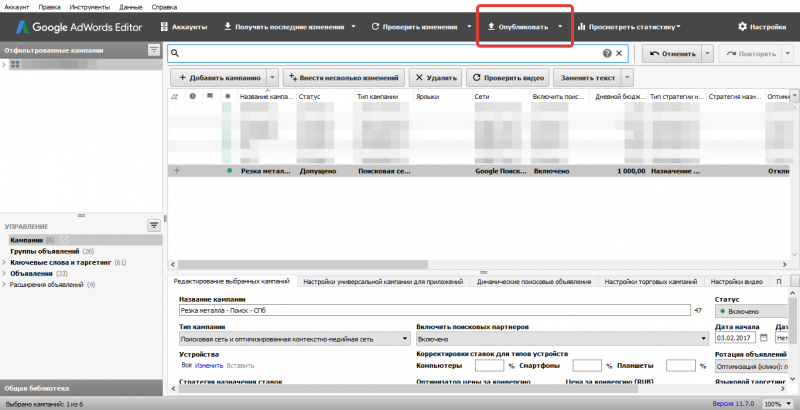 Аккаунт Правка Инструменты Данные Помощь
Google AdWords Editor Аккаунты Получить последние изменения Проверить изменения Опубликовать Просмотреть статистику Настройки
Отфильтрованные кампании
Отменить Повторить
Добавить кампанию Внести несколько изменений Удалить Проверить видео Заменить текст
Название кампа... Статус Тип кампании Ярлыки Сети Включить поис... Дневной бюдж... Тип стратегии н... Стратегия назн... Оптими
Резка метал... Допущено Поисковая се... Google Поиск... Включено 1 000,00 Назначение ... Отклю
УПРАВЛЕНИЕ
Кампании (6)
Группы объявлений (26)
Ключевые слова и таргетинг (61)
Объявления (33)
Расширения объявлений (4)
Редактирование выбранных кампаний Настройки универсальной кампании для приложений Динамические поисковые объявления Настройки торговых кампаний Настройки видео П
Название кампании Статус
Резка металла - Поиск - СПб 47 Включено
Тип кампании Включить поисковых партнеров Дата начала Дат
Поисковая сеть и оптимизированная контекстно-медийная сеть Включено 03.02.2017 Нет
Устройства Корректировки ставок для типов устройств Ротация объявлений
Все Изменить Вставить Компьютеры % Смартфоны % Планшеты % Оптимизация (клики): п
Стратегия назначения ставок Оптимизатор цены за конверсию Цена за конверсию (RUB) Языковой таргетинг
Общая библиотека
Выбрано кампаний: 1 из 6 Версия 11.7.0 100%